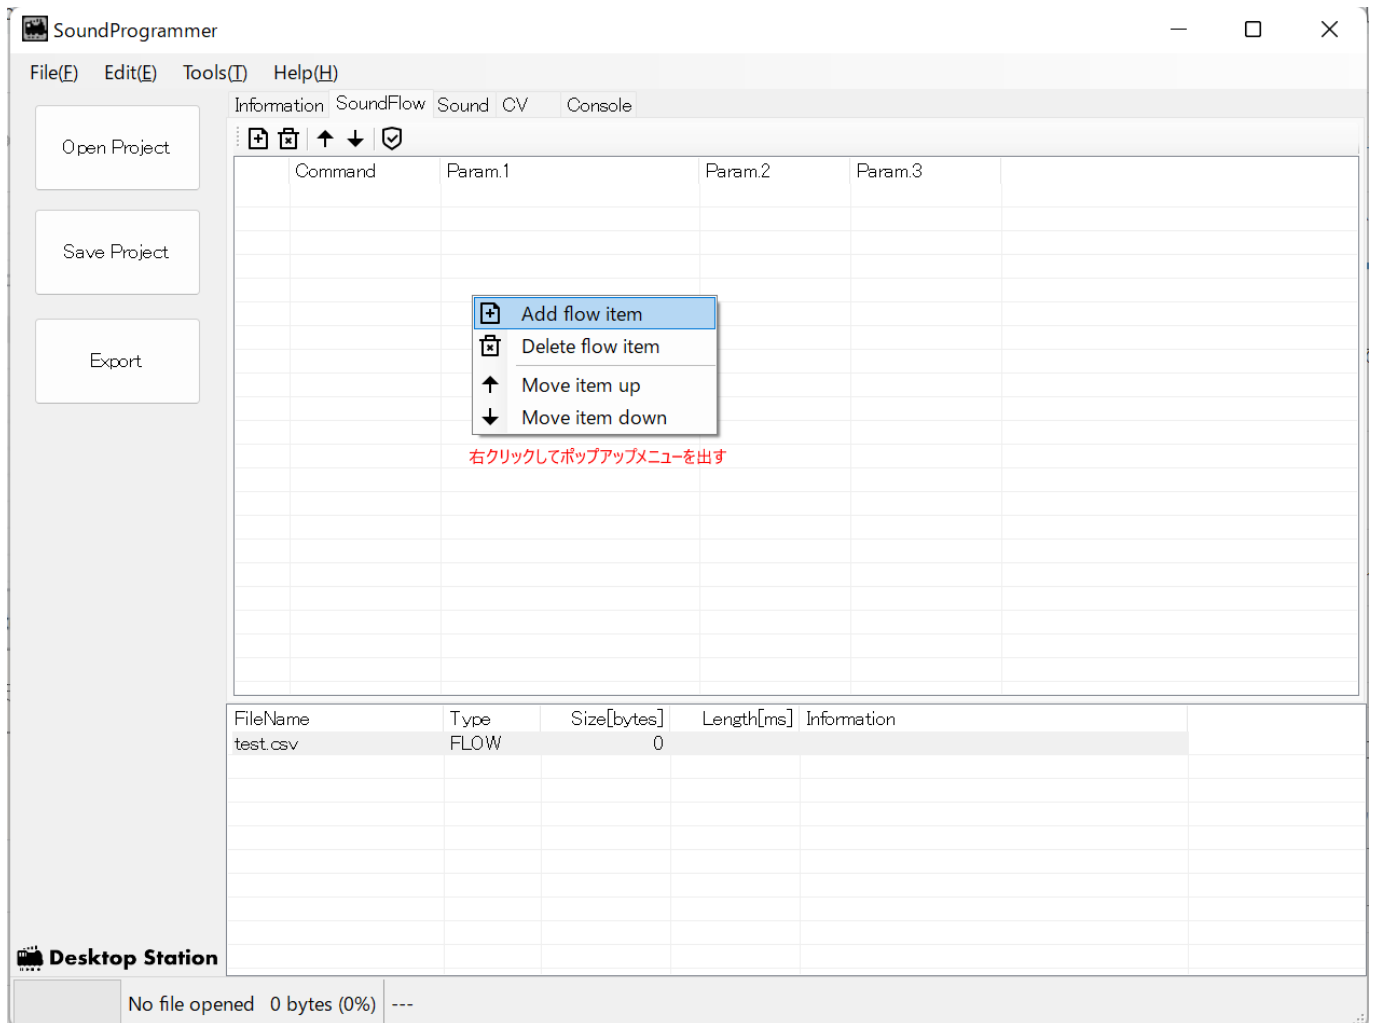 SoundProgrammer
File(F) Edit(E) Tools(T) Help(H)
Information SoundFlow Sound CV Console
Open Project
Save Project
Export
Command Param.1 Param.2 Param.3
Add flow item
Delete flow item
Move item up
Move item down
右クリックしてポップアップメニューを出す
FileName Type Size[bytes] Length[ms] Information
test.csv FLOW 0
Desktop Station
No file opened 0 bytes (0%) ---